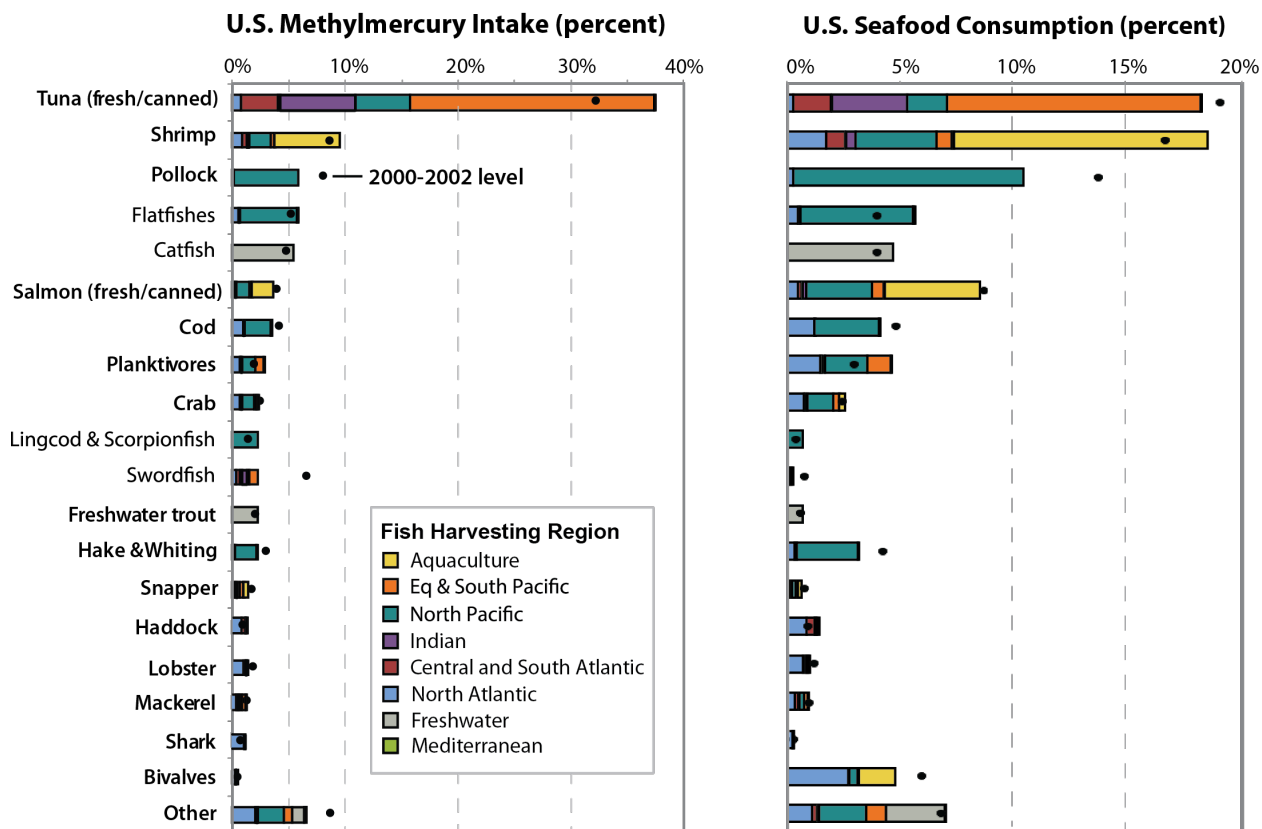 U.S. Methylmercury Intake (percent)
U.S. Seafood Consumption (percent)
0% 10% 20% 30% 40%
0% 5% 10% 15% 20%
Tuna (fresh/canned)
Shrimp
Pollock
2000-2002 level
Flatfishes
Catfish
Salmon (fresh/canned)
Cod
Planktivores
Crab
Lingcod & Scorpionfish
Swordfish
Freshwater trout
Hake &Whiting
Snapper
Haddock
Lobster
Mackerel
Shark
Bivalves
Other
Fish Harvesting Region
Aquaculture
Eq & South Pacific
North Pacific
Indian
Central and South Atlantic
North Atlantic
Freshwater
Mediterranean